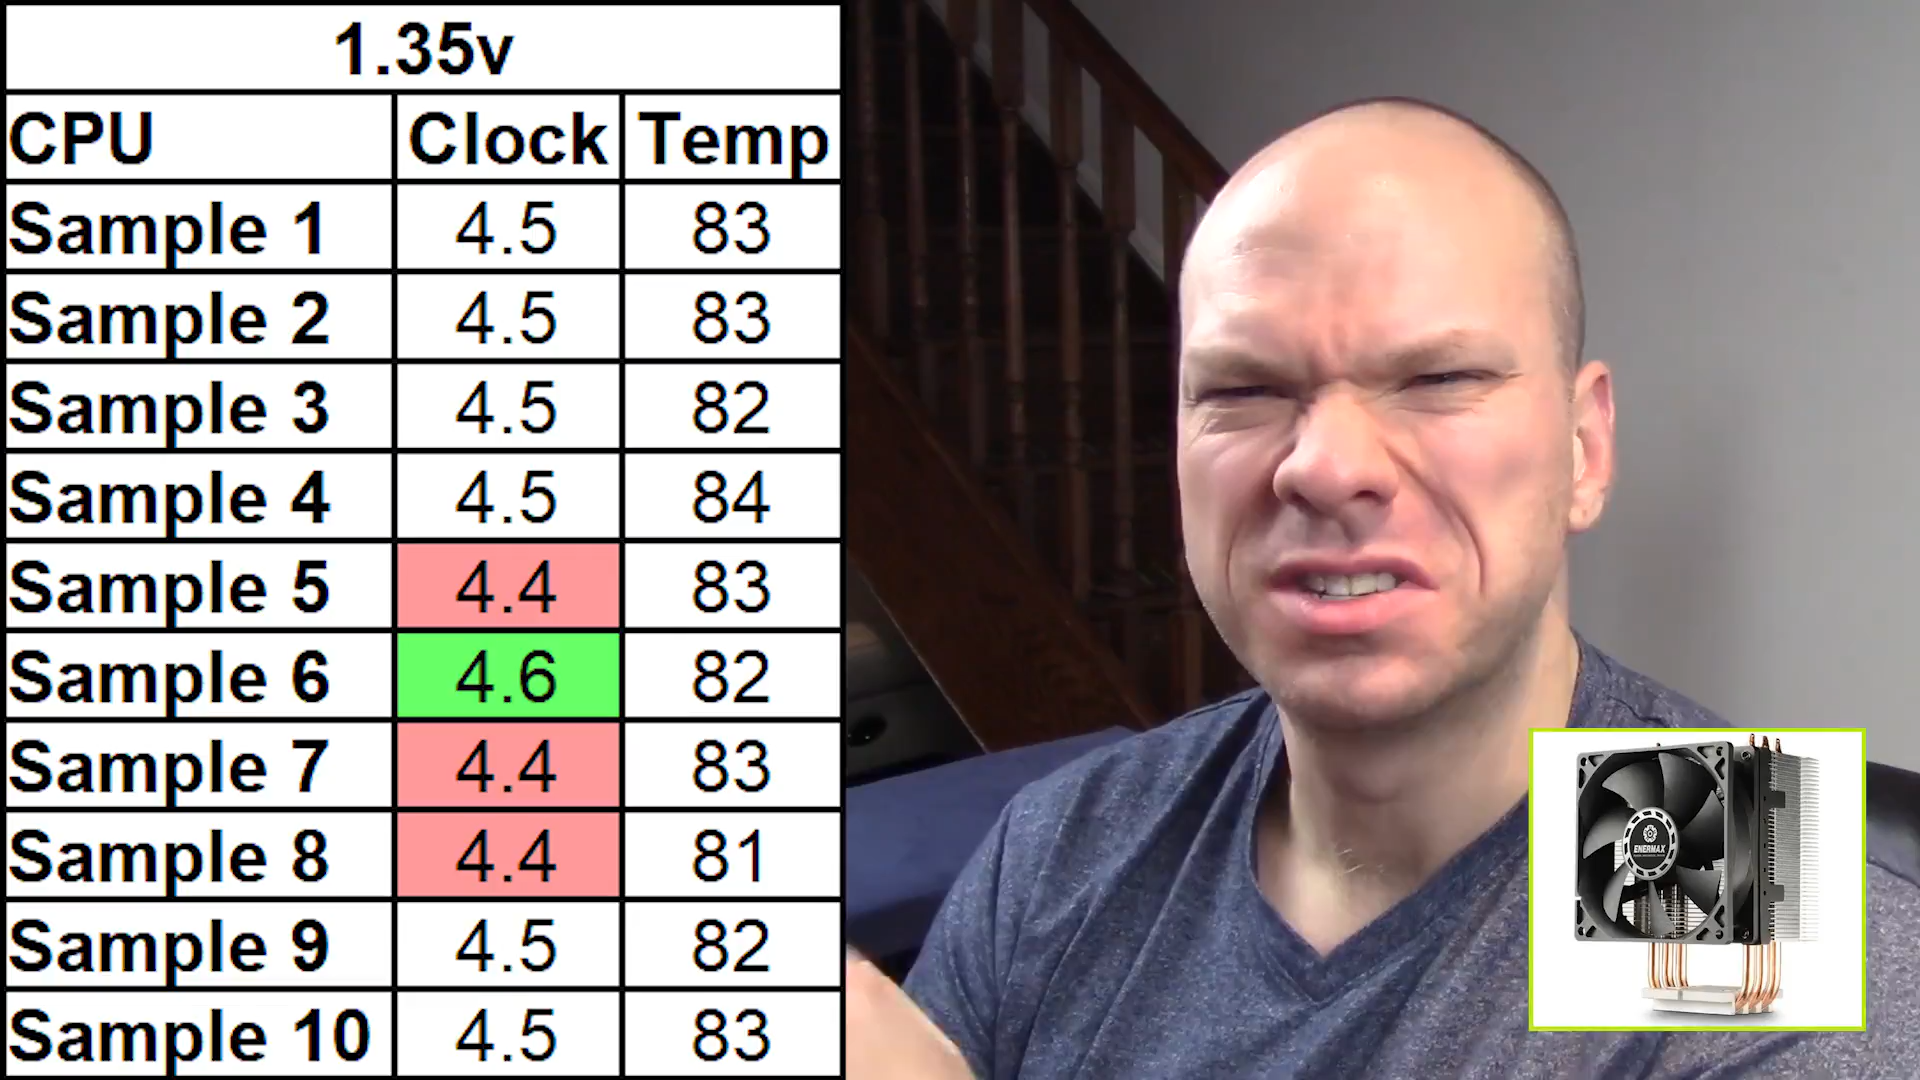 1.35v
CPU Clock Temp
Sample 1 4.5 83
Sample 2 4.5 83
Sample 3 4.5 82
Sample 4 4.5 84
Sample 5 4.4 83
Sample 6 4.6 82
Sample 7 4.4 83
Sample 8 4.4 81
Sample 9 4.5 82
Sample 10 4.5 83
ENERMAX